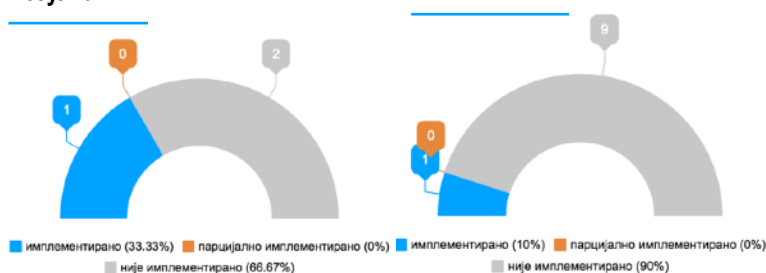 0
2
1
имплементирано (33.33%) парцијално имплементирано (0%)
није имплементирано (66.67%)
9
0
1
имплементирано (10%) парцијално имплементирано (0%)
није имплементирано (90%)